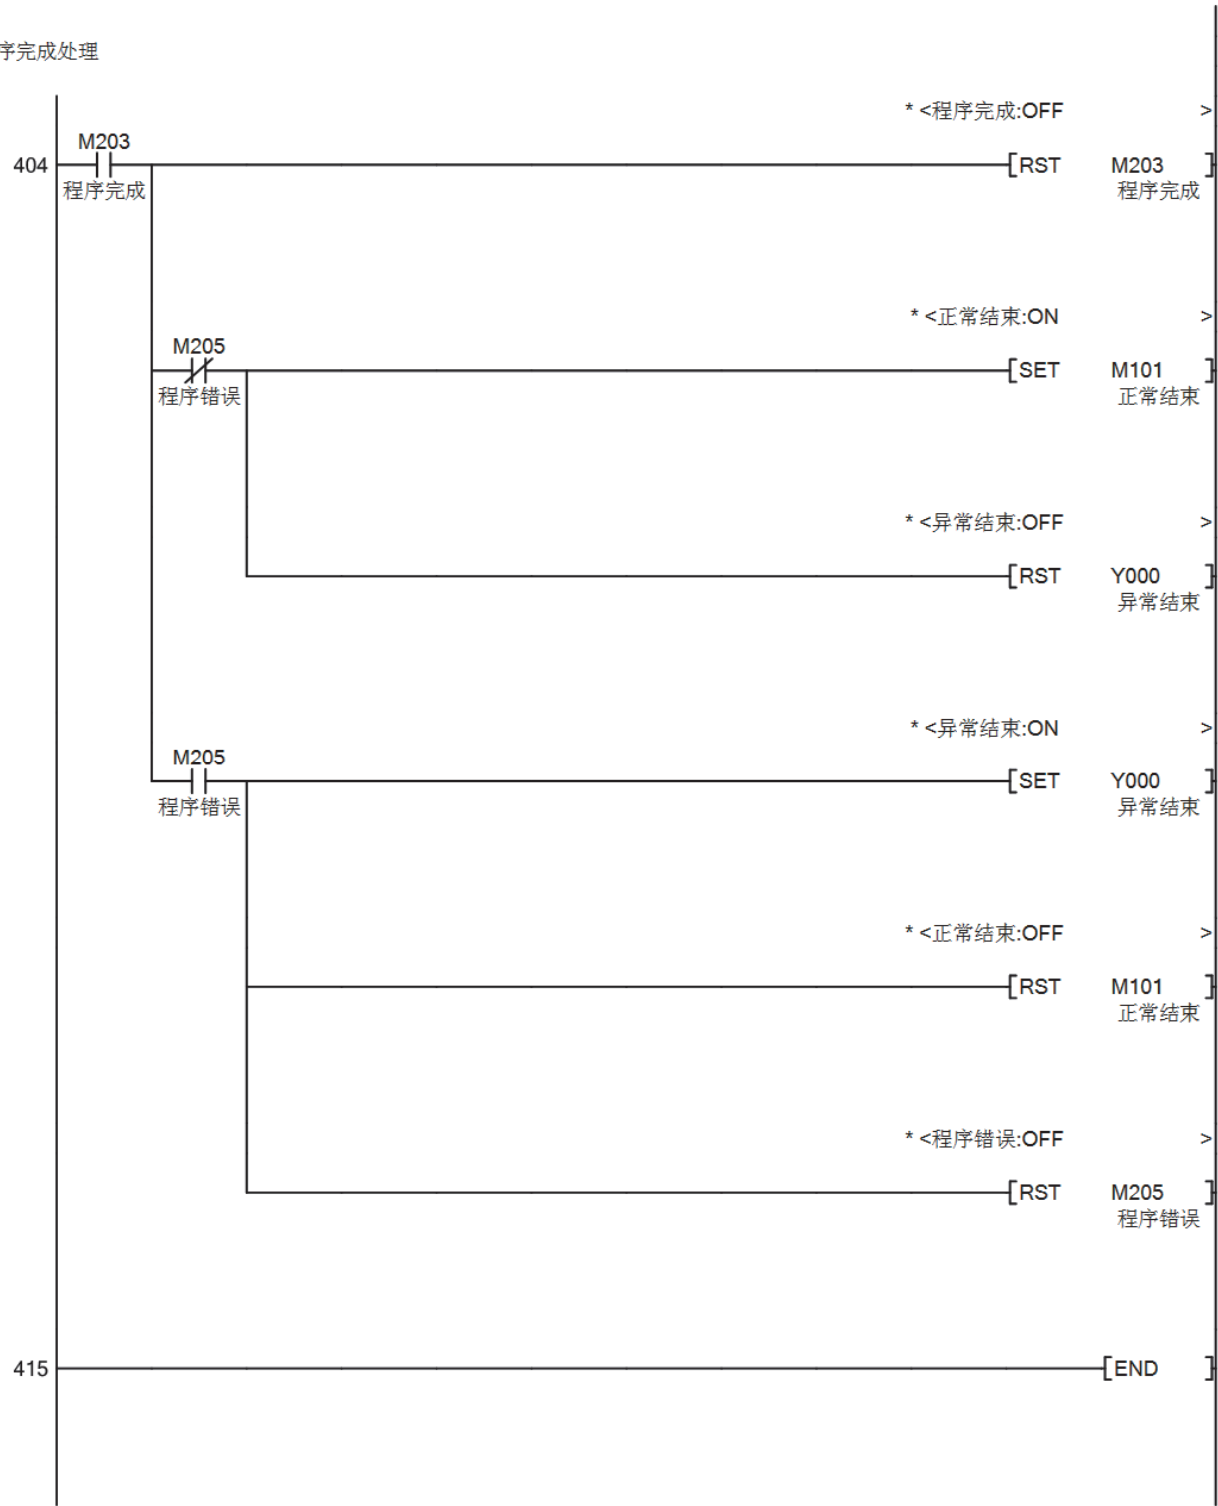 序完成处理
* <程序完成:OFF >
M203
404 [RST M203 ]
程序完成 程序完成
* <正常结束:ON >
M205
[SET M101 ]
程序错误 正常结束
* <异常结束:OFF >
[RST Y000 ]
异常结束
* <异常结束:ON >
M205
[SET Y000 ]
程序错误 异常结束
* <正常结束:OFF >
[RST M101 ]
正常结束
* <程序错误:OFF >
[RST M205 ]
程序错误
415 [END ]